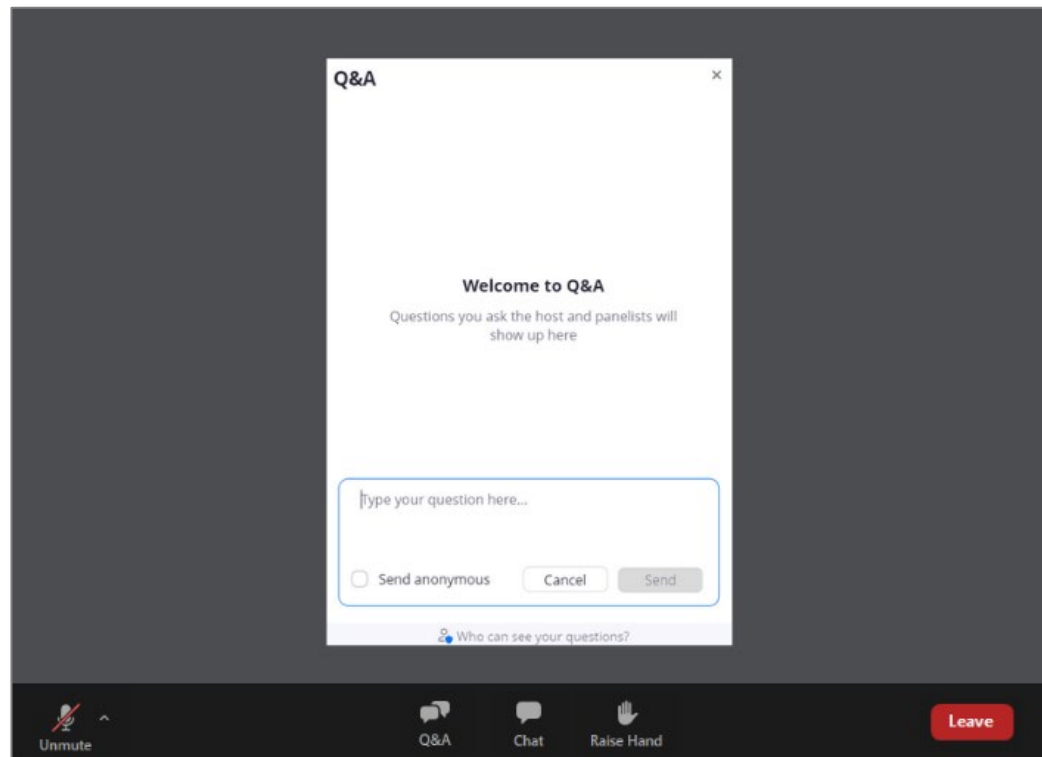 Q&A
Welcome to Q&A
Questions you ask the host and panelists will
show up here
Type your question here...
Send anonymous Cancel Send
Who can see your questions?
Unmute Q&A Chat Raise Hand Leave